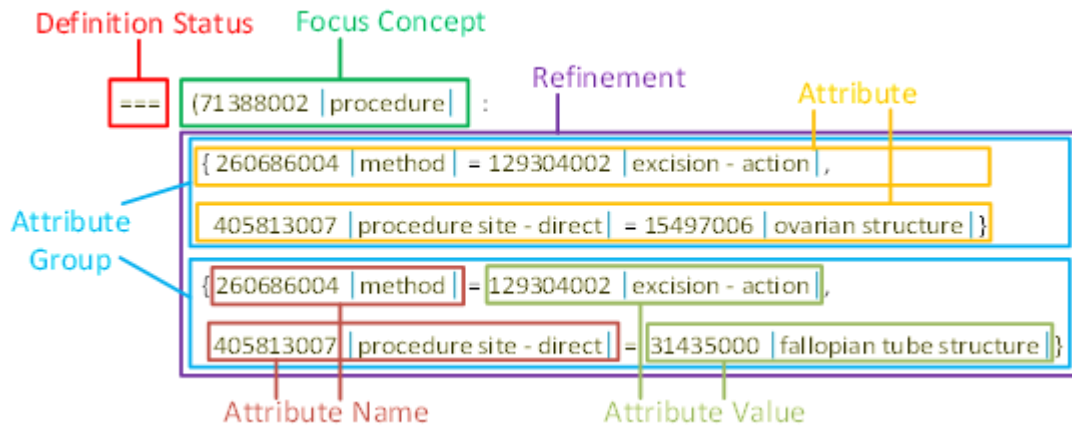 Definition Status
Focus Concept
Refinement
Attribute
=== (71388002 |procedure| :
{ 260686004 |method| = 129304002 |excision - action|,
405813007 |procedure site - direct| = 15497006 |ovarian structure|}
Attribute
Group
{260686004 |method| = 129304002 |excision - action|,
405813007 |procedure site - direct| = 31435000 |fallopian tube structure|}
Attribute Name
Attribute Value